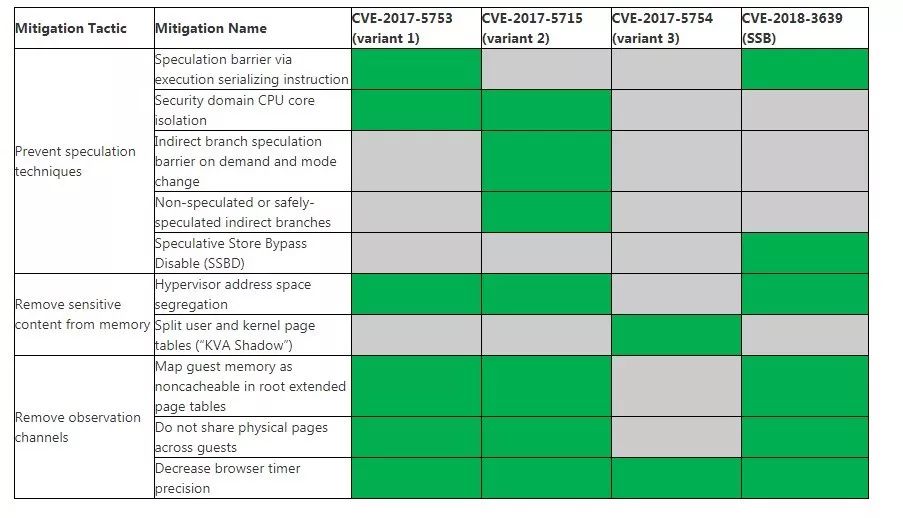 Mitigation Tactic
Mitigation Name
CVE-2017-5753
(variant 1)
CVE-2017-5715
(variant 2)
CVE-2017-5754
(variant 3)
CVE-2018-3639
(SSB)
Prevent speculation
techniques
Speculation barrier via
execution serializing instruction
Security domain CPU core
isolation
Indirect branch speculation
barrier on demand and mode
change
Non-speculated or safely-
speculated indirect branches
Speculative Store Bypass
Disable (SSBD)
Remove sensitive
content from memory
Hypervisor address space
segregation
Split user and kernel page
tables (“KVA Shadow”)
Remove observation
channels
Map guest memory as
noncacheable in root extended
page tables
Do not share physical pages
across guests
Decrease browser timer
precision